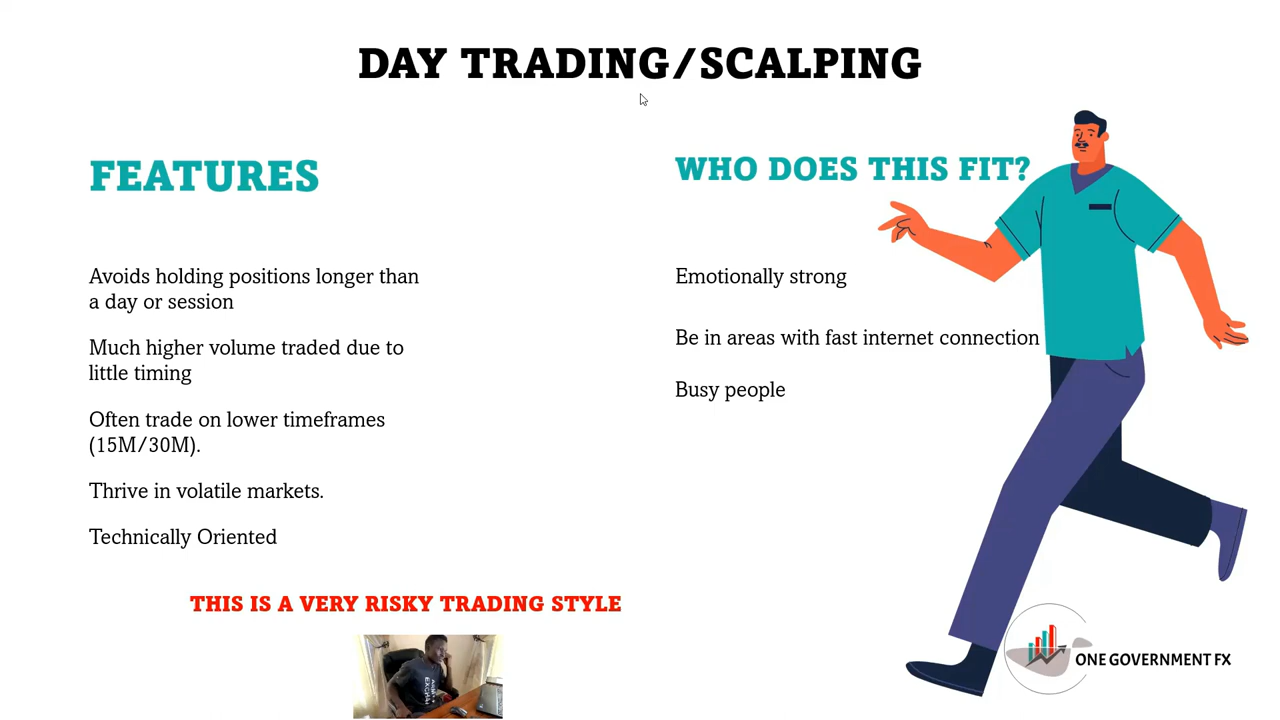 DAY TRADING/SCALPING
FEATURES
Avoids holding positions longer than
a day or session
Much higher volume traded due to
little timing
Often trade on lower timeframes
(15M/30M).
Thrive in volatile markets.
Technically Oriented
THIS IS A VERY RISKY TRADING STYLE
WHO DOES THIS FIT?
Emotionally strong
Be in areas with fast internet connection
Busy people
ONE GOVERNMENT FX